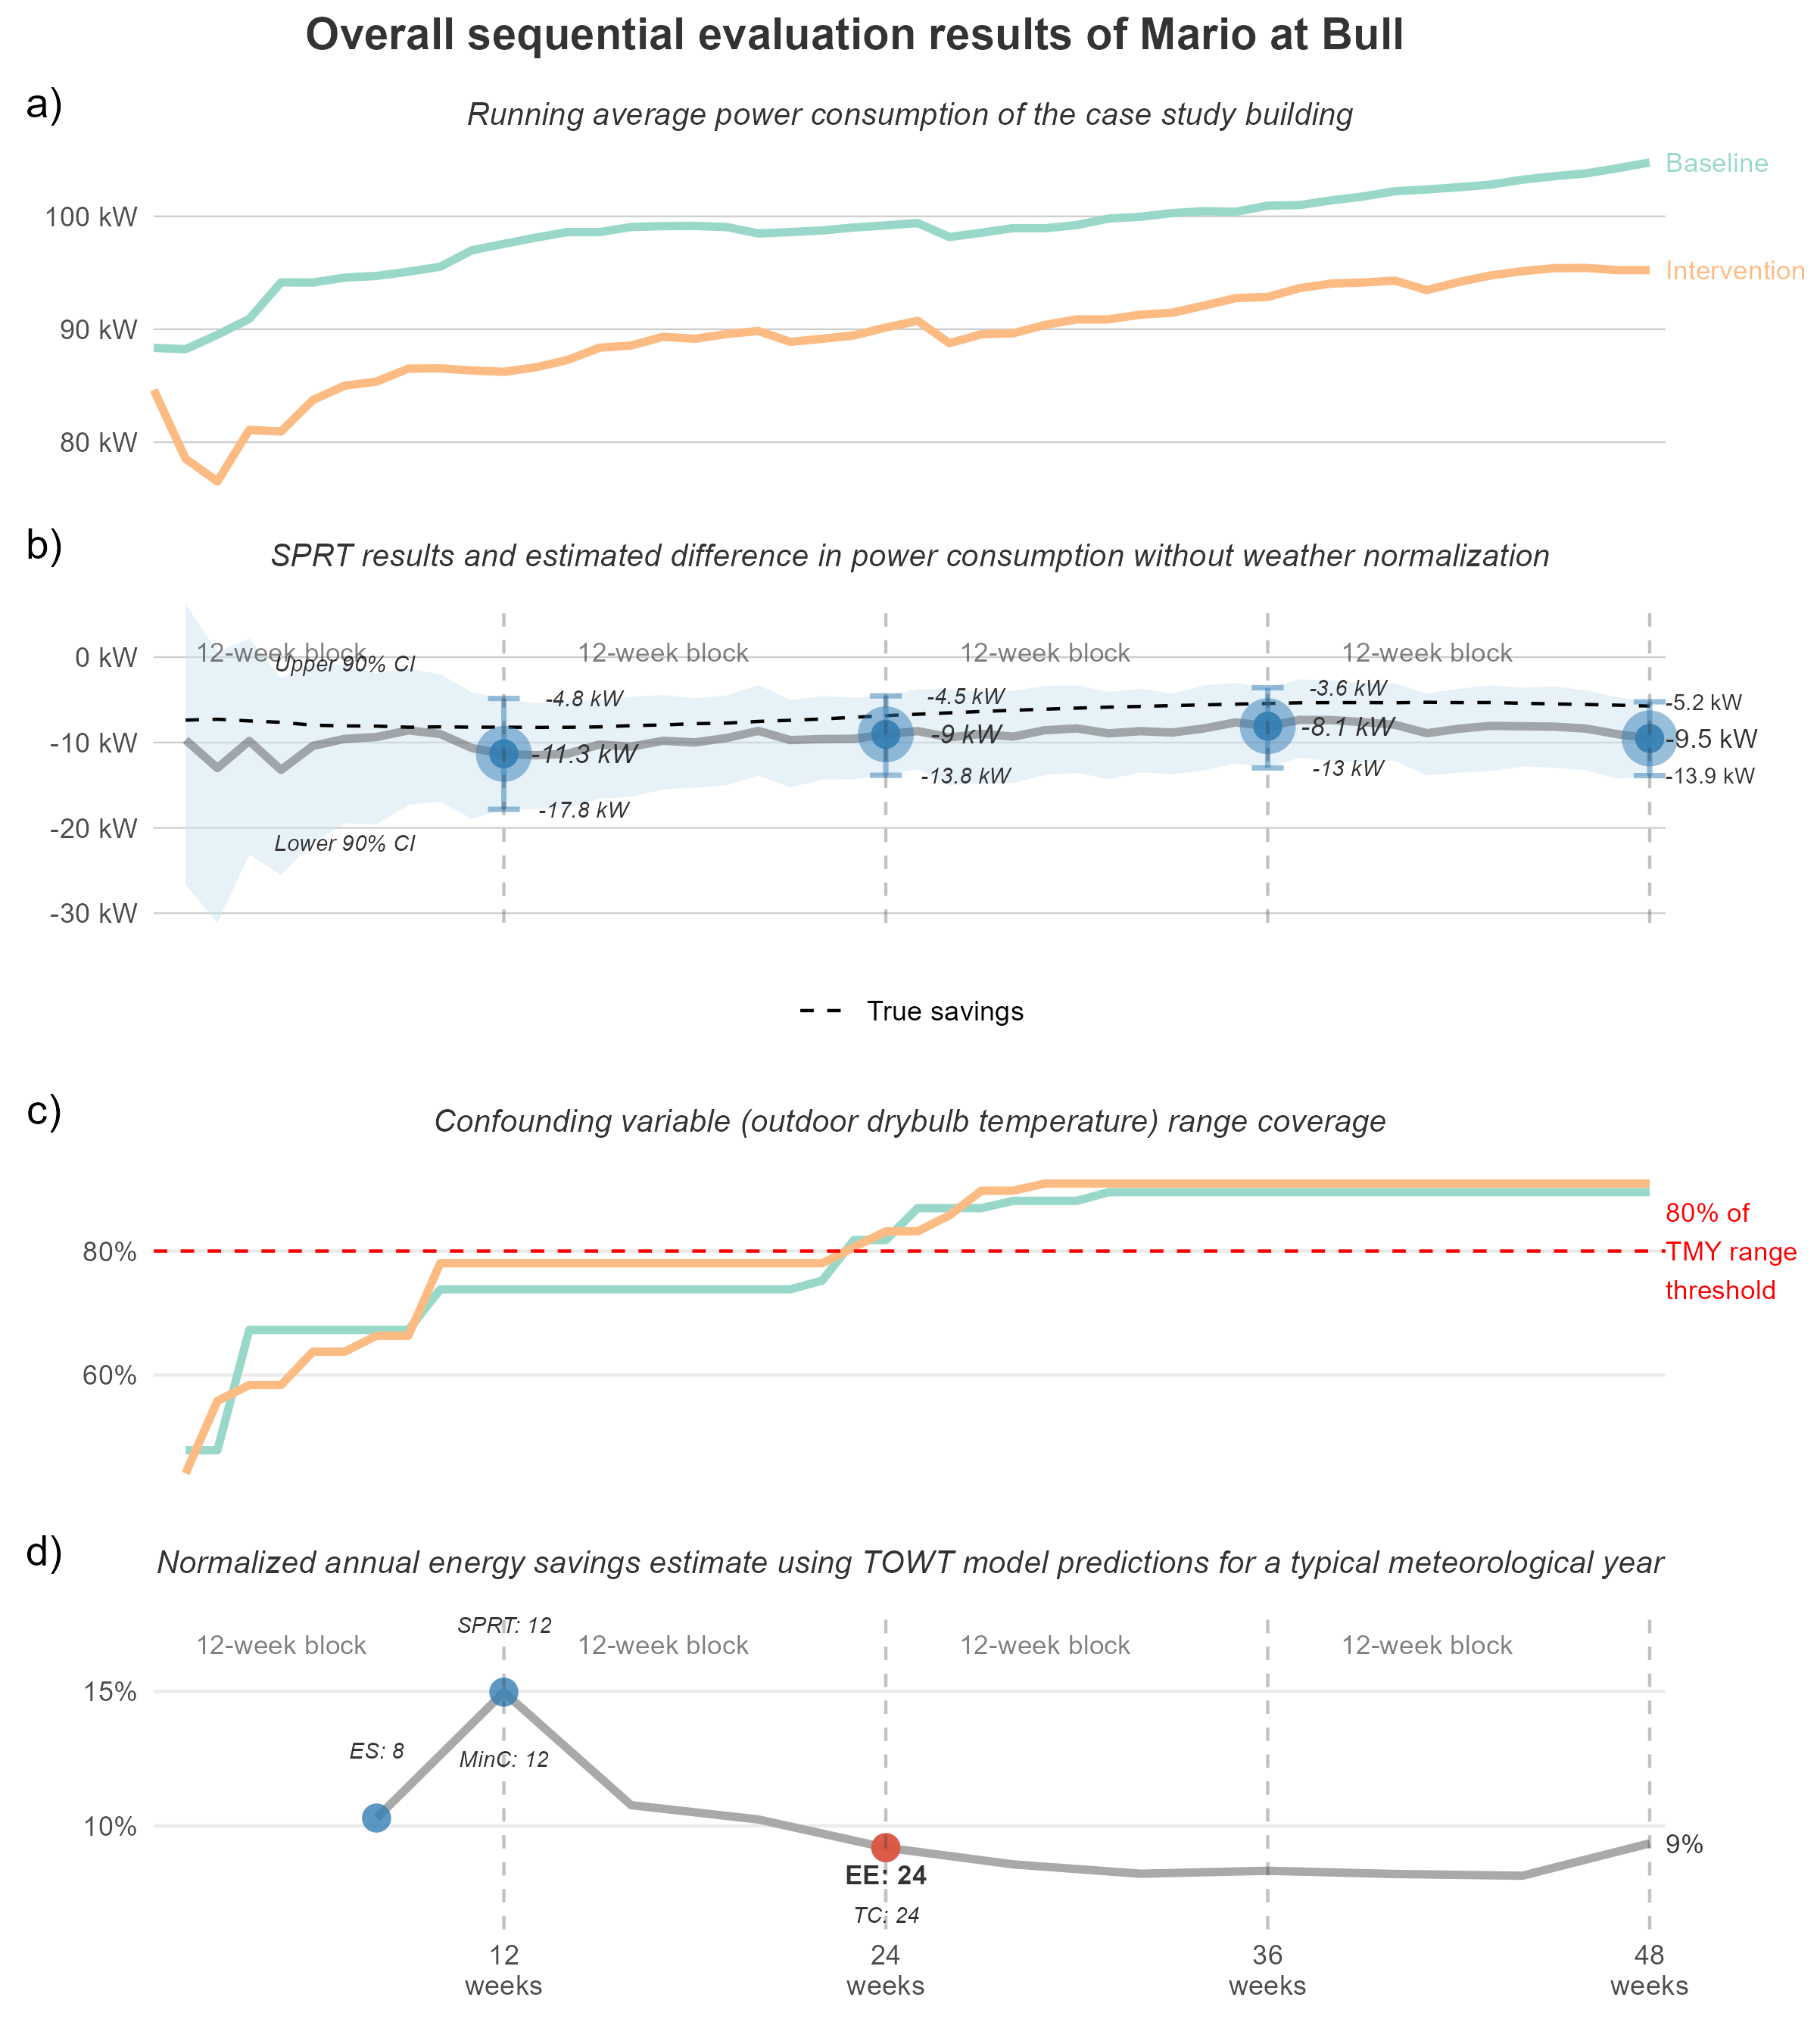 Overall sequential evaluation results of Mario at Bull
a)
Running average power consumption of the case study building
Baseline
100 kW
Intervention
90 kW
80 kW
b)
SPRT results and estimated difference in power consumption without weather normalization
12-week block
12-week block
12-week block
12-week block
0 kW
Upper 90% CI
-4.8 kW
-4.5 kW
-3.6 kW
-5.2 kW
-10 kW
-11.3 kW
-9 kW
-8.1 kW
-9.5 kW
-13.8 kW
-13 kW
-13.9 kW
-17.8 kW
-20 kW
Lower 90% CI
-30 kW
True savings
c)
Confounding variable (outdoor drybulb temperature) range coverage
80% of
TMY range
threshold
80%
60%
d)
Normalized annual energy savings estimate using TOWT model predictions for a typical meteorological year
SPRT: 12
12-week block
12-week block
12-week block
12-week block
15%
ES: 8
MinC: 12
10%
9%
EE: 24
TC: 24
12
weeks
24
weeks
36
weeks
48
weeks